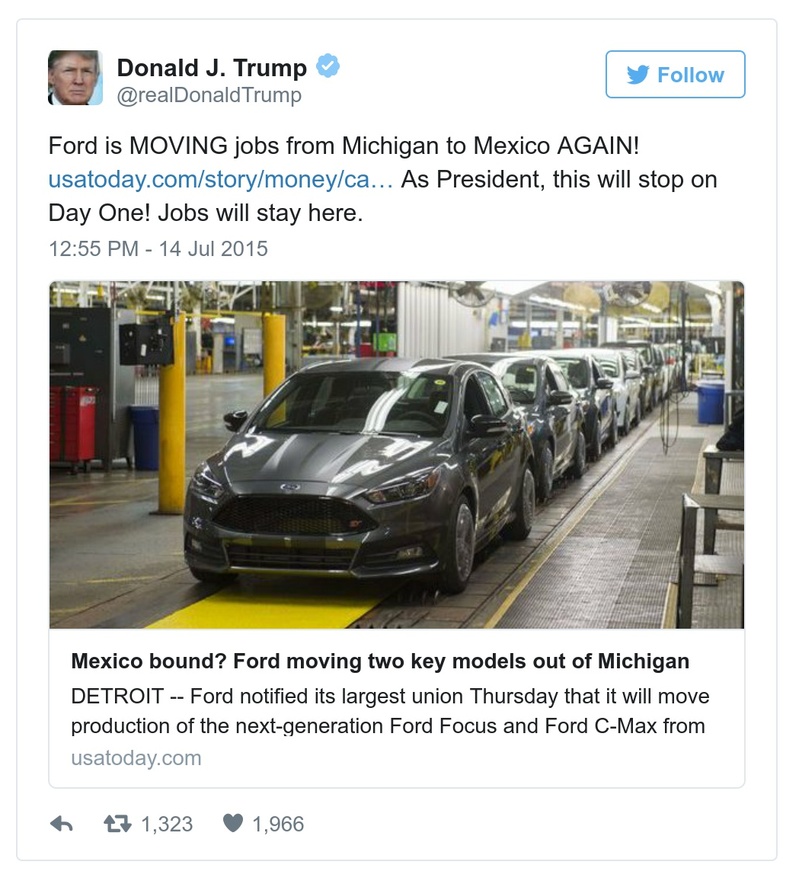 Donald J. Trump
@realDonaldTrump
Follow
Ford is MOVING jobs from Michigan to Mexico AGAIN!
usatoday.com/story/money/ca… As President, this will stop on
Day One! Jobs will stay here.
12:55 PM - 14 Jul 2015
Mexico bound? Ford moving two key models out of Michigan
DETROIT -- Ford notified its largest union Thursday that it will move
production of the next-generation Ford Focus and Ford C-Max from
usatoday.com
1,323 1,966